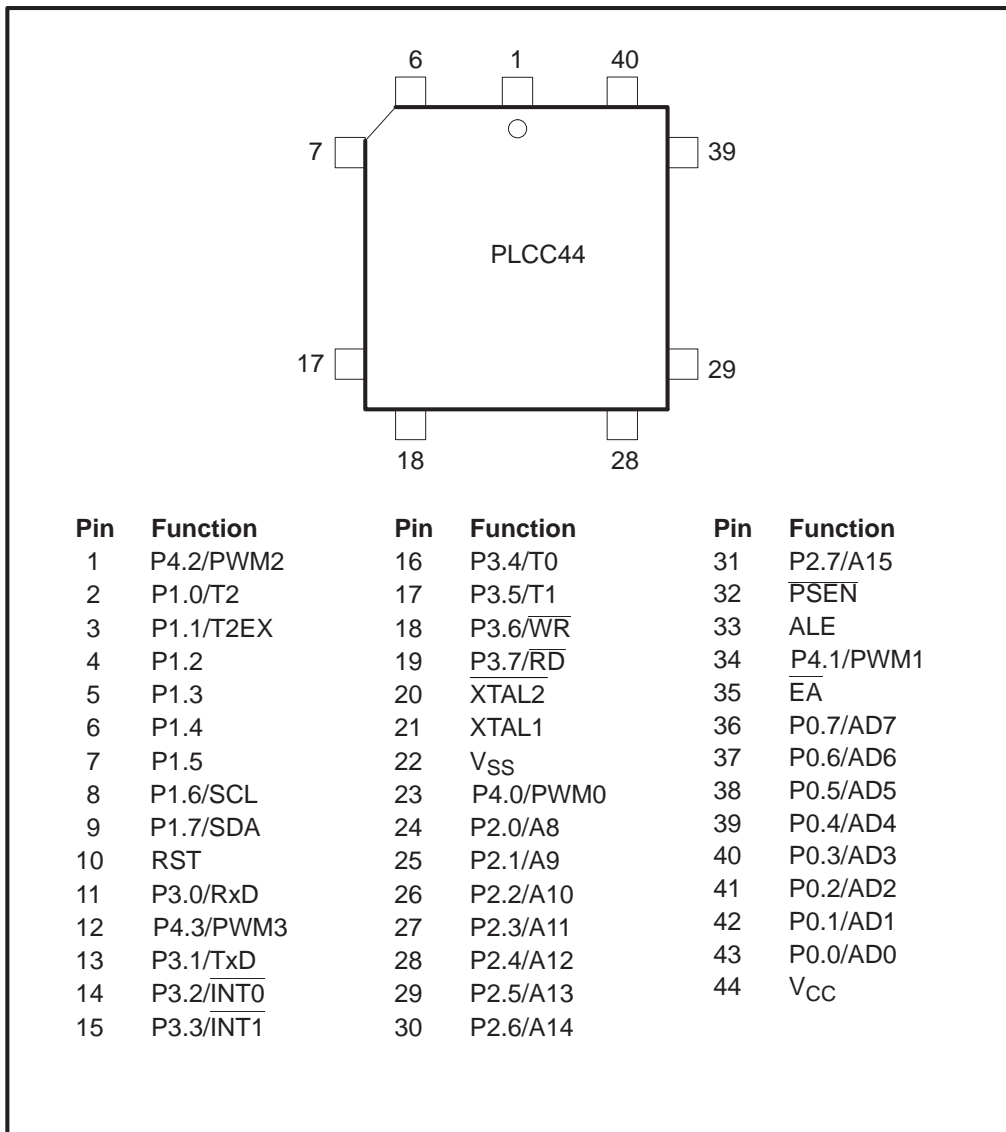 6 1 40
7 39
PLCC44
17 29
18 28
Pin Function Pin Function Pin Function
1 P4.2/PWM2 16 P3.4/T0 31 P2.7/A15
2 P1.0/T2 17 P3.5/T1 32 P̅S̅E̅N̅
3 P1.1/T2EX 18 P3.6/W̅R̅ 33 ALE
4 P1.2 19 P3.7/R̅D̅ 34 P4.1/PWM1
5 P1.3 20 X̅T̅A̅L̅2̅ 35 E̅A̅
6 P1.4 21 XTAL1 36 P0.7/AD7
7 P1.5 22 VSS 37 P0.6/AD6
8 P1.6/SCL 23 P4.0/PWM0 38 P0.5/AD5
9 P1.7/SDA 24 P2.0/A8 39 P0.4/AD4
10 RST 25 P2.1/A9 40 P0.3/AD3
11 P3.0/RxD 26 P2.2/A10 41 P0.2/AD2
12 P4.3/PWM3 27 P2.3/A11 42 P0.1/AD1
13 P3.1/TxD 28 P2.4/A12 43 P0.0/AD0
14 P3.2/I̅N̅T̅0̅ 29 P2.5/A13 44 VCC
15 P3.3/I̅N̅T̅1̅ 30 P2.6/A14